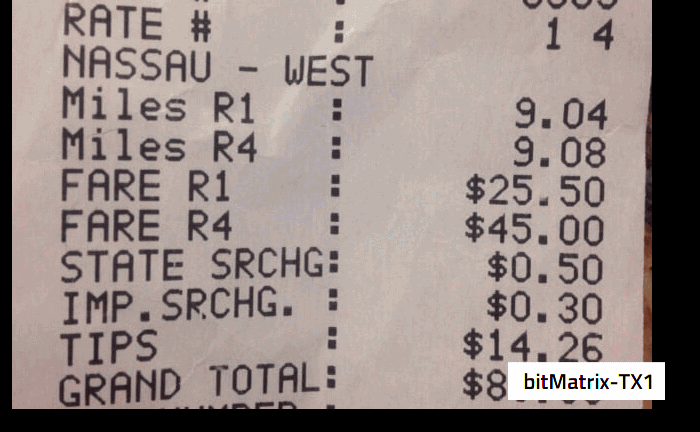 RATE # : 1 4
NASSAU - WEST
Miles R1 : 9.04
Miles R4 : 9.08
FARE R1 : $25.50
FARE R4 : $45.00
STATE SRCHG: $0.50
IMP.SRCHG. : $0.30
TIPS : $14.26
GRAND TOTAL:
bitMatrix-TX1